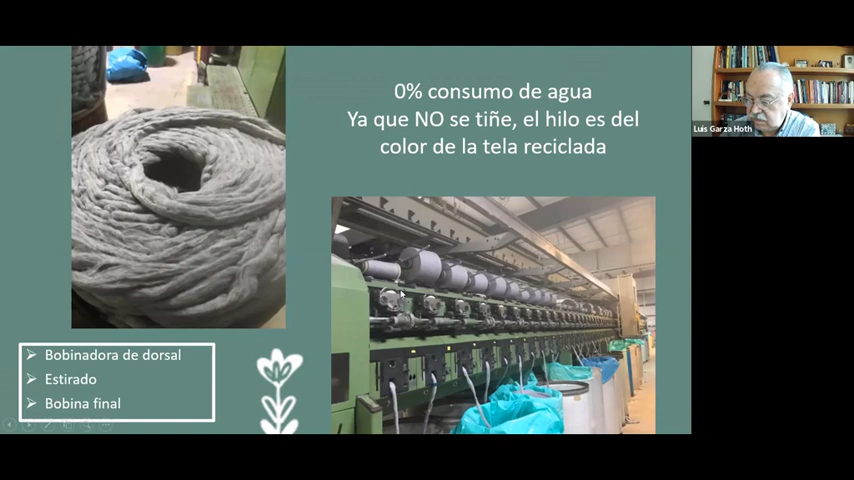 0% consumo de agua
Ya que NO se tiñe, el hilo es del
color de la tela reciclada
Luis Garza Hoth
Bobinadora de dorsal
Estirado
Bobina final